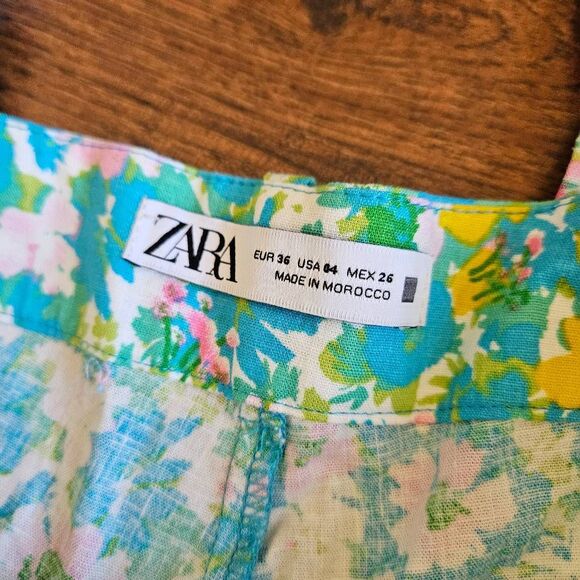 ZARA
EUR 36 USA 04 MEX 26
MADE IN MOROCCO